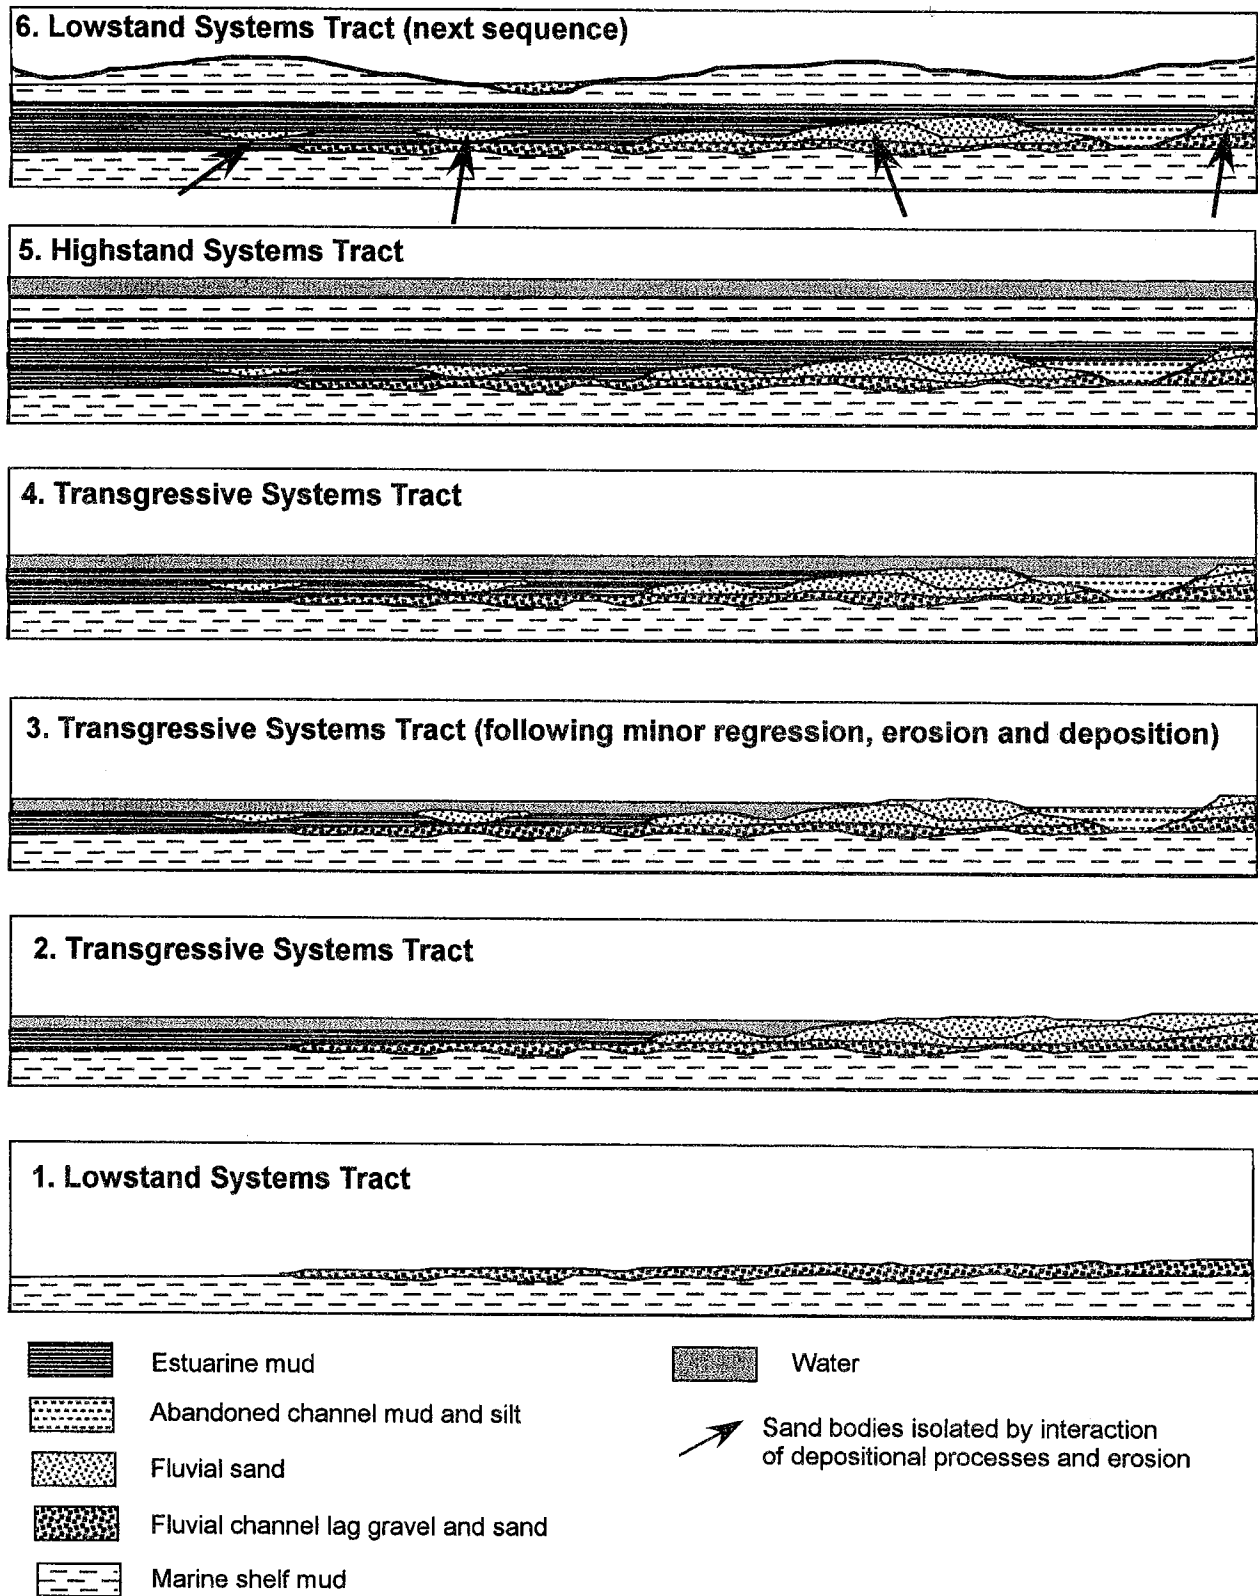 6. Lowstand Systems Tract (next sequence)
5. Highstand Systems Tract
4. Transgressive Systems Tract
3. Transgressive Systems Tract (following minor regression, erosion and deposition)
2. Transgressive Systems Tract
1. Lowstand Systems Tract
Estuarine mud
Abandoned channel mud and silt
Fluvial sand
Fluvial channel lag gravel and sand
Marine shelf mud
Water
Sand bodies isolated by interaction
of depositional processes and erosion